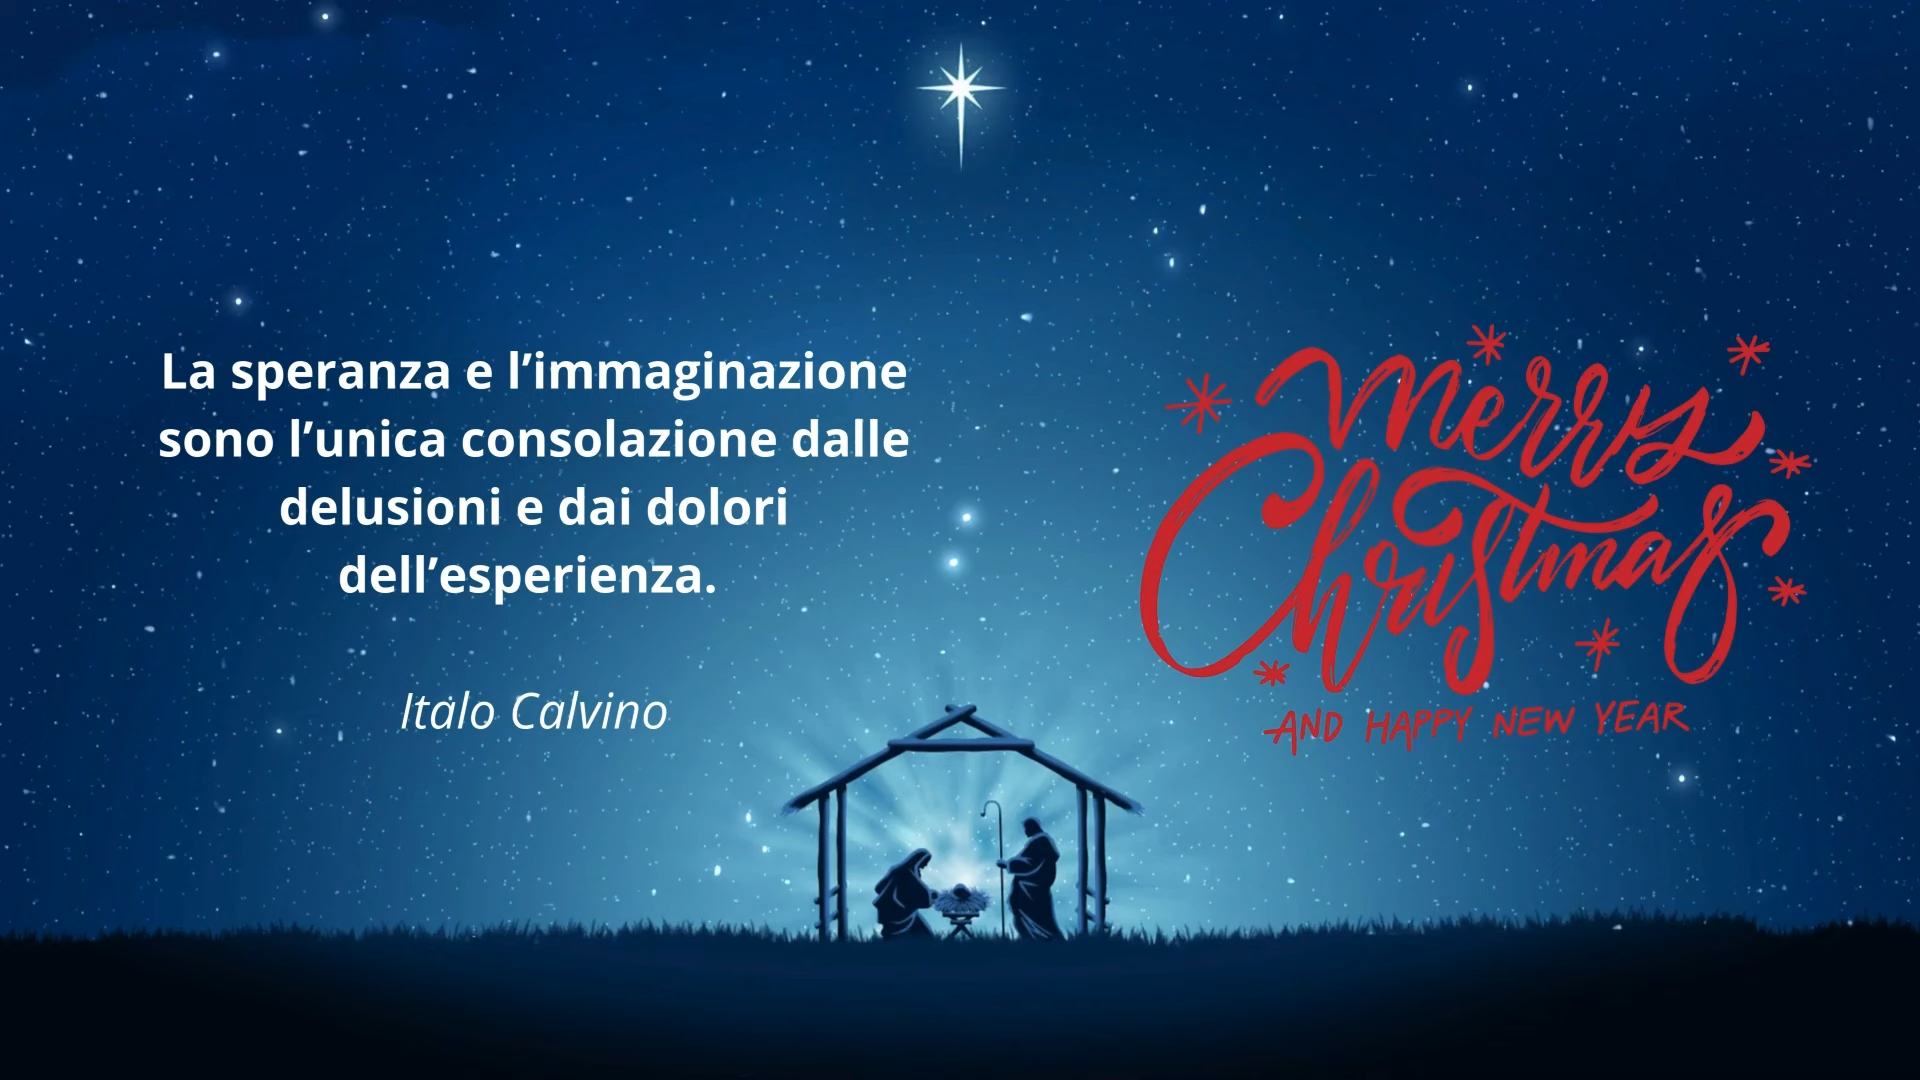 La speranza e l’immaginazione
sono l’unica consolazione dalle
delusioni e dai dolori
dell’esperienza.
Italo Calvino
Merry
Christmas
AND HAPPY NEW YEAR